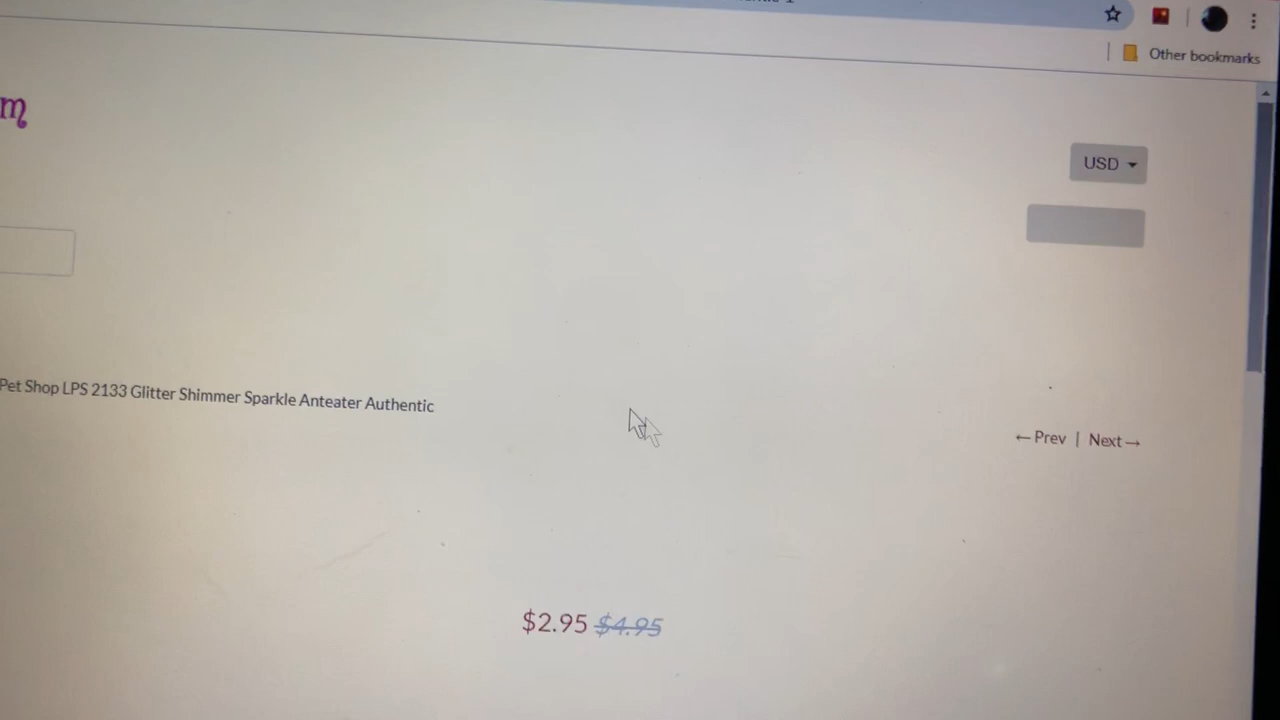 Other bookmarks
m
USD
Pet Shop LPS 2133 Glitter Shimmer Sparkle Anteater Authentic
←Prev | Next→
$2.95 $4.95